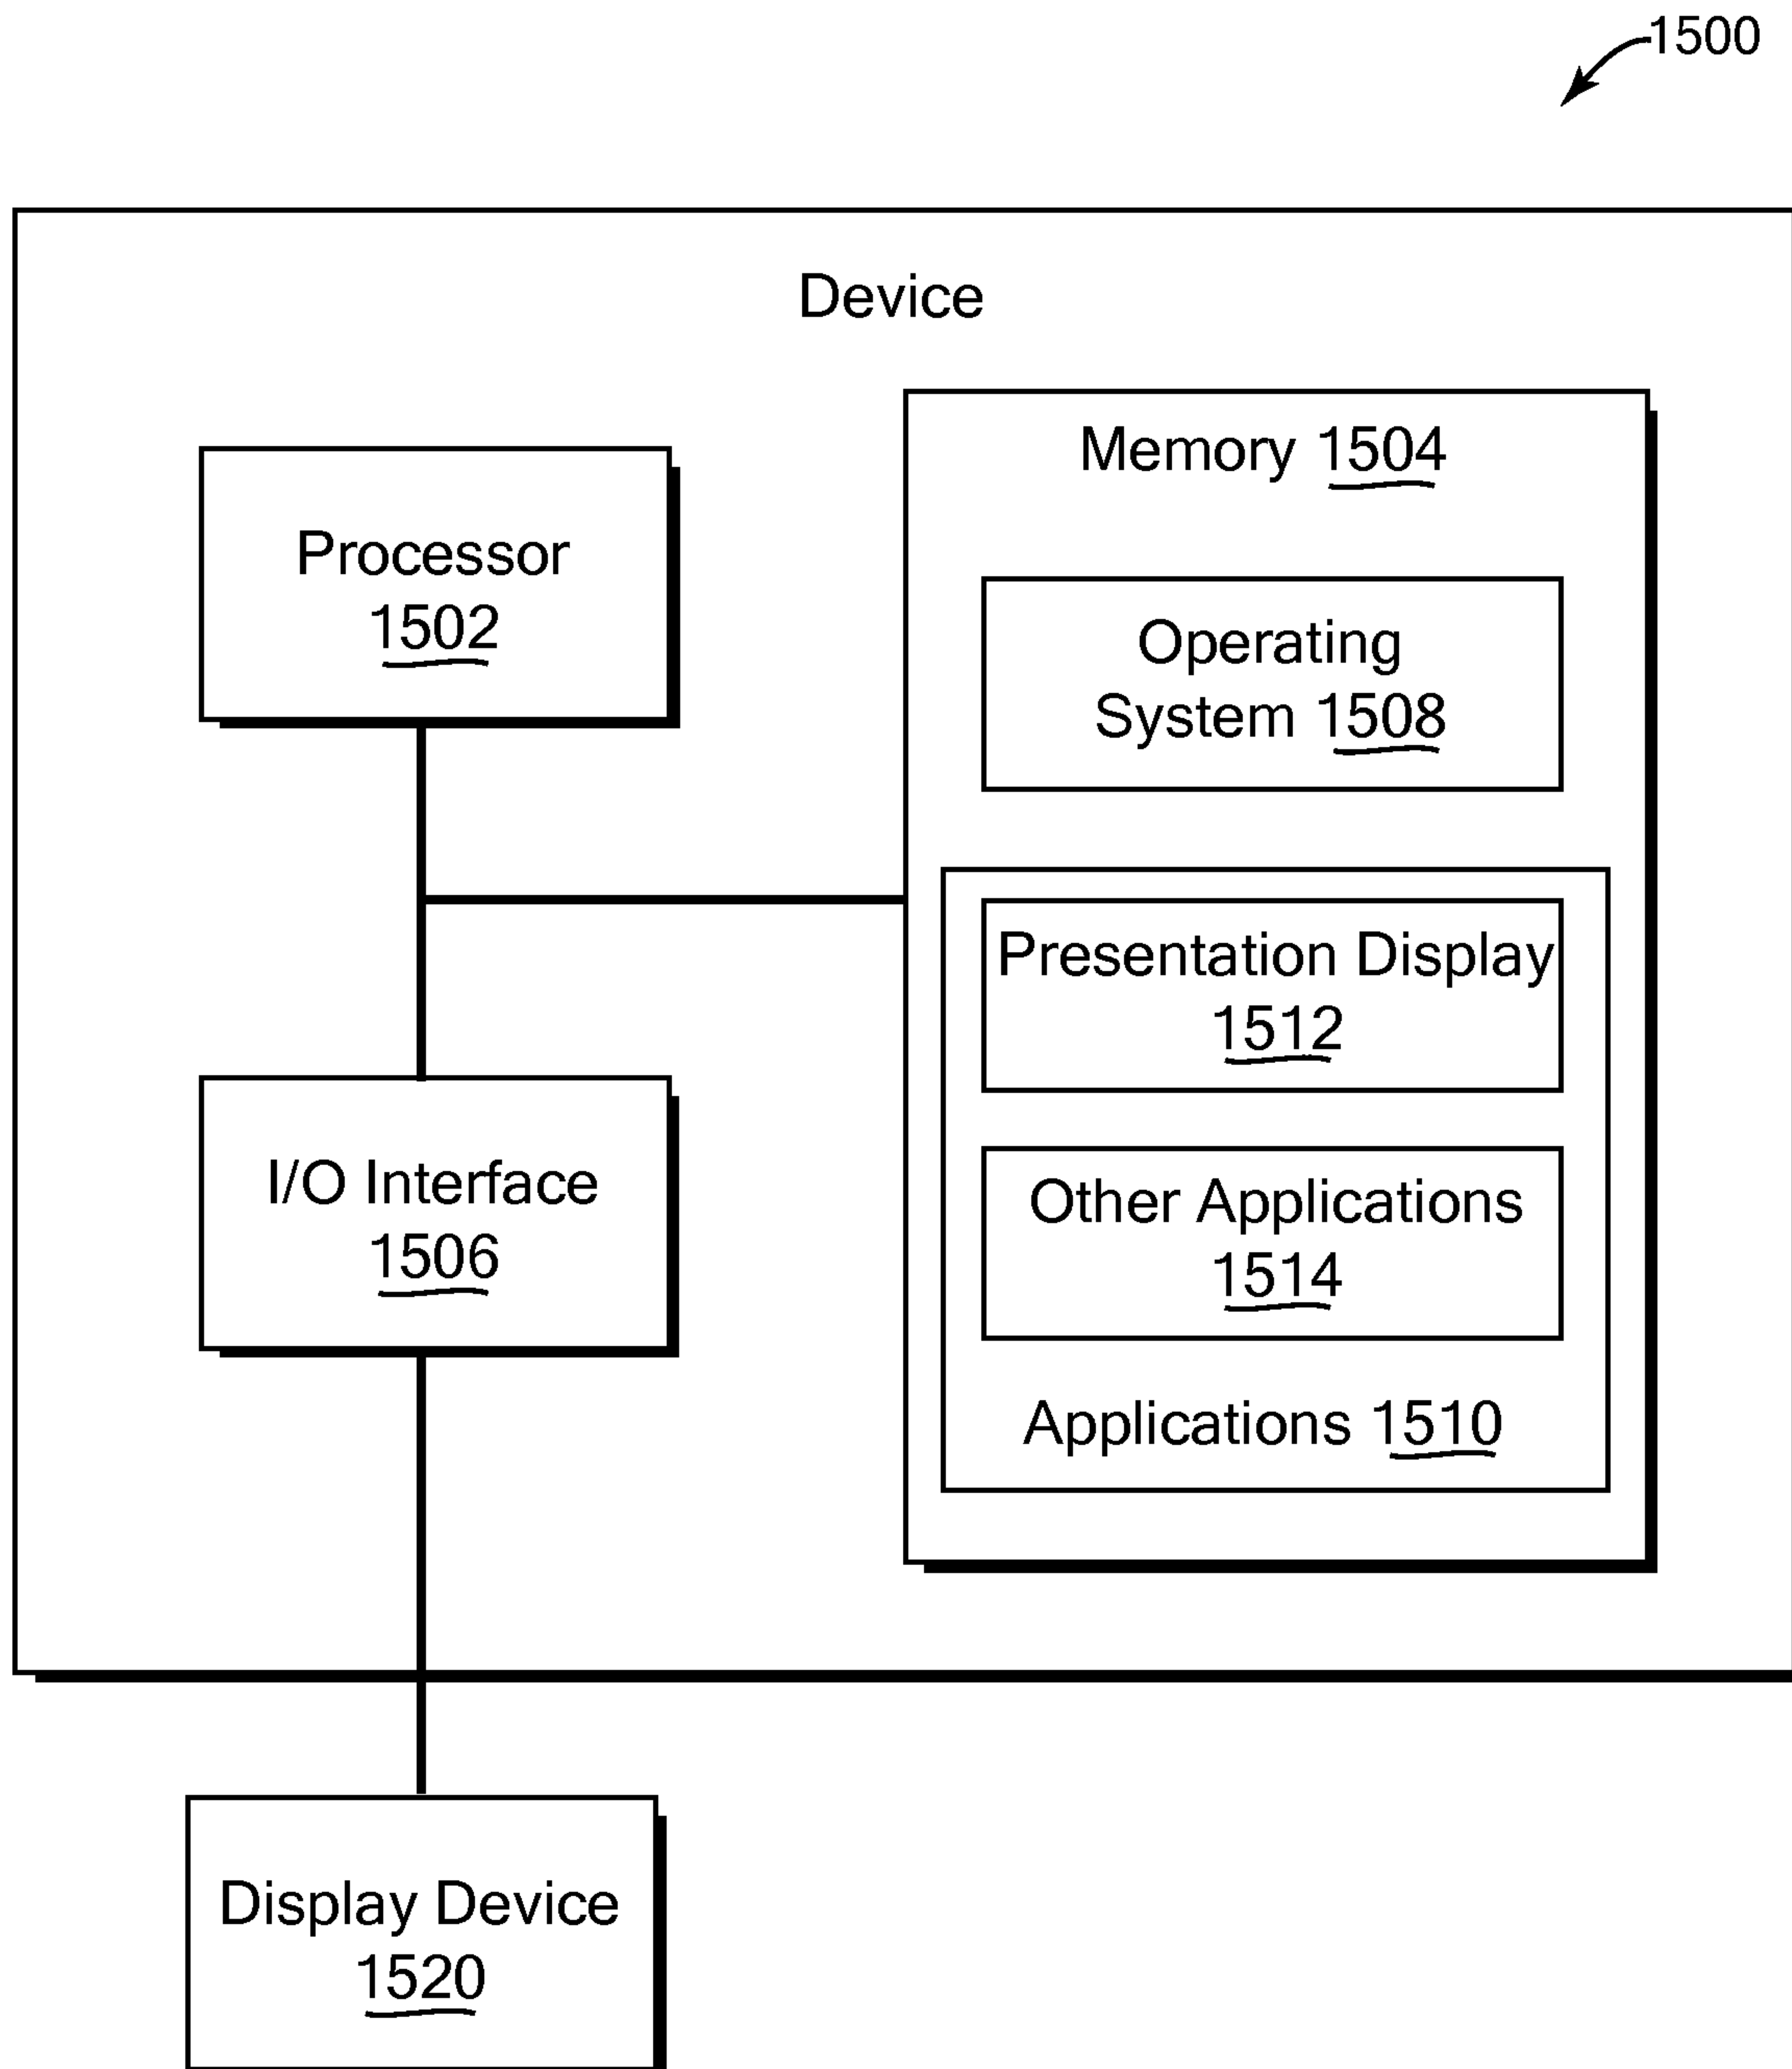 1500
Device
Processor
1502
Memory 1504
Operating
System 1508
Presentation Display
1512
Other Applications
1514
Applications 1510
I/O Interface
1506
Display Device
1520